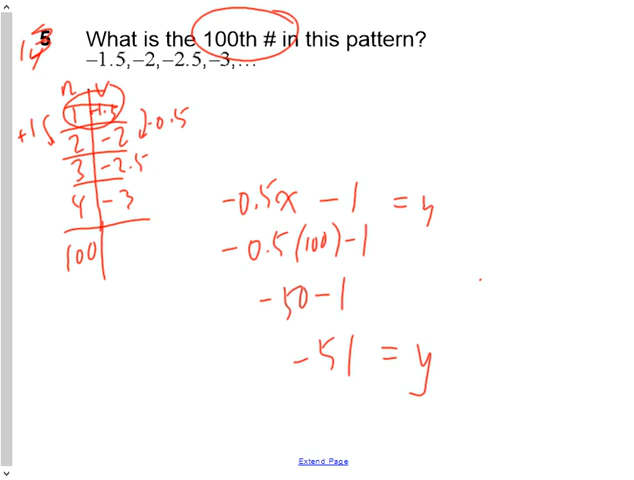 14
5 What is the 100th # in this pattern?
−1.5,−2,−2.5,−3,…
1 -1.5
+1 -0.5
2 -2
3 -2.5
4 -3
100
-0.5x - 1 = y
-0.5(100) - 1
-50 - 1
-51 = y
Extend Page